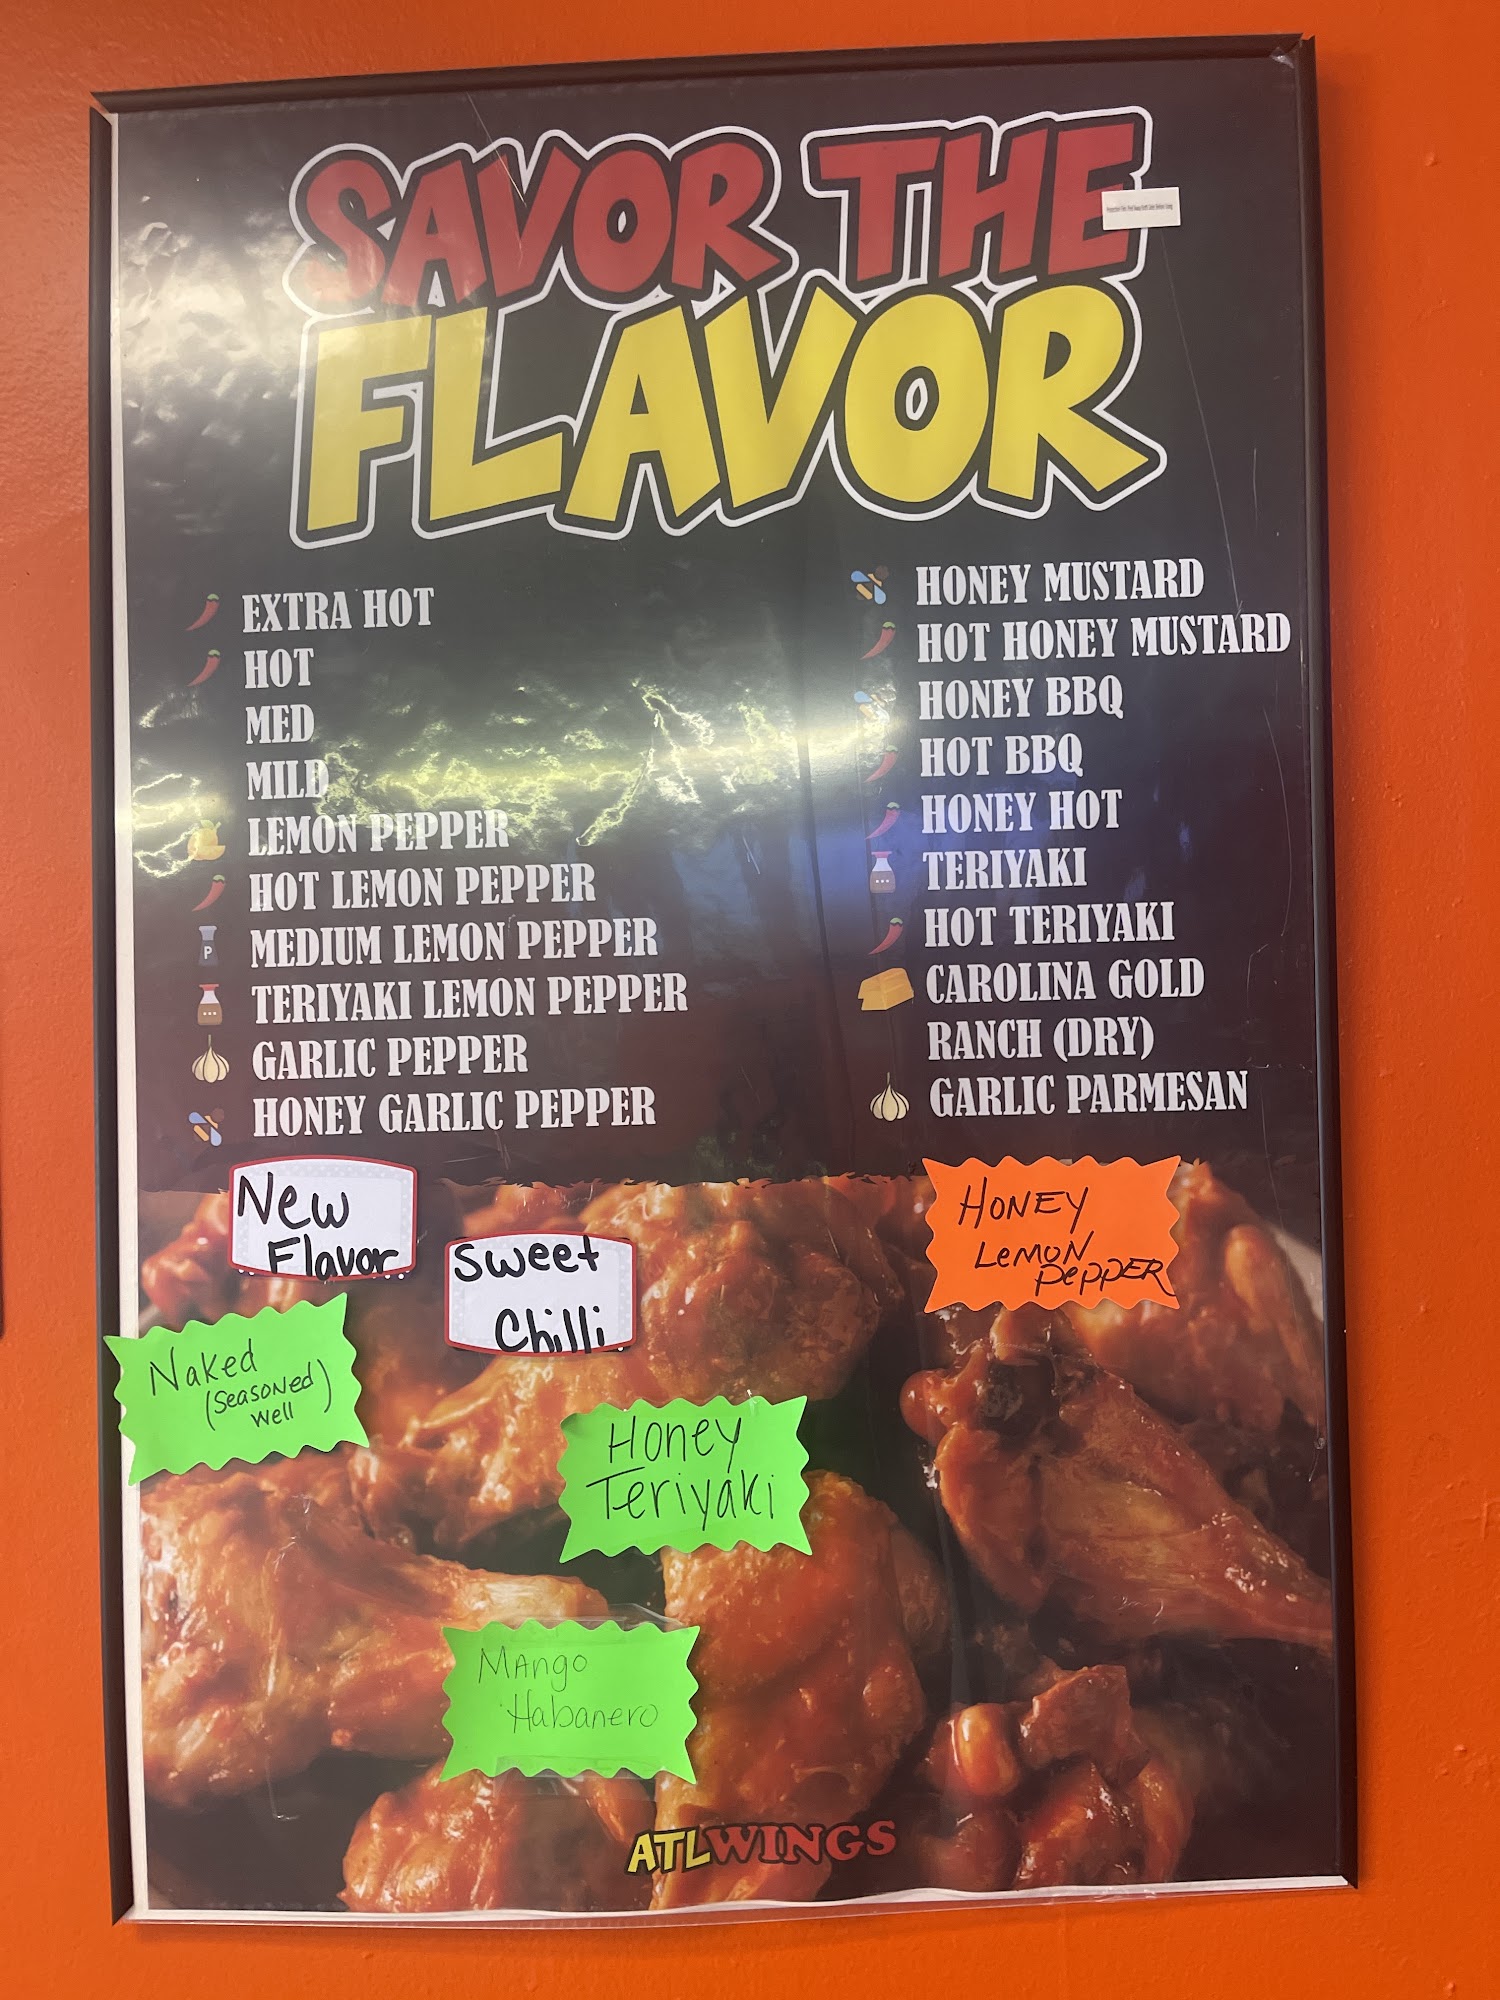 SAVOR THE
FLAVOR
EXTRA HOT
HOT
MED
MILD
LEMON PEPPER
HOT LEMON PEPPER
P
MEDIUM LEMON PEPPER
TERIYAKI LEMON PEPPER
GARLIC PEPPER
HONEY GARLIC PEPPER
HONEY MUSTARD
HOT HONEY MUSTARD
HONEY BBQ
HOT BBQ
HONEY HOT
TERIYAKI
HOT TERIYAKI
CAROLINA GOLD
RANCH (DRY)
GARLIC PARMESAN
New
Flavor
Sweet
Chilli
HONEY
LEMON
PEPPER
Naked
(Seasoned)
Well
Honey
Teriyaki
Mango
Habanero
ATLWINGS